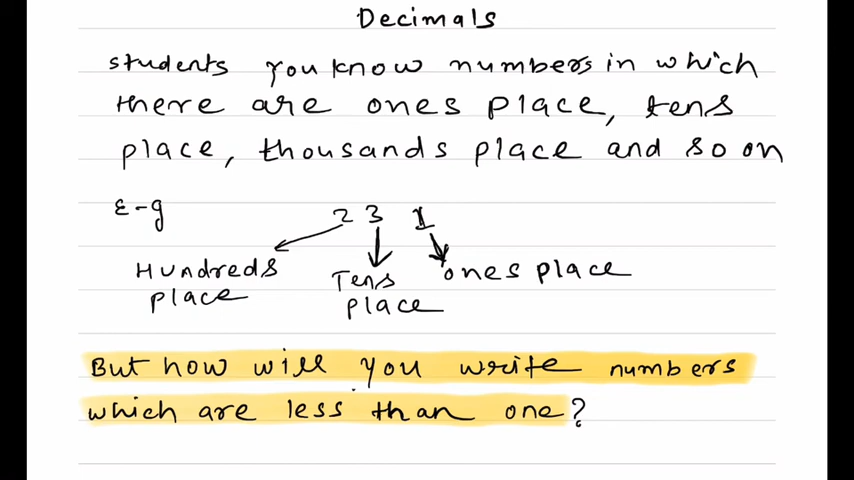 Decimals
students you know numbers in which
there are ones place, tens
place, thousands place and so on
E-g 2 3 1
Hundreds place
Tens place
ones place
But how will you write numbers
which are less than one?